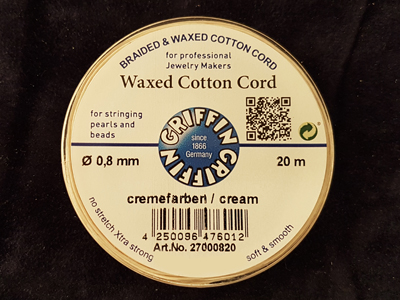 BRAIDED & WAXED COTTON CORD
for professional
Jewelry Makers
Waxed Cotton Cord
for stringing
pearls and
beads
GRIFFIN
since
1866
Germany
GRIFFIN
Ø 0,8 mm
20 m
cremefarben / cream
4 250096 476012
Art.No. 27000820
no stretch Xtra strong
soft & smooth